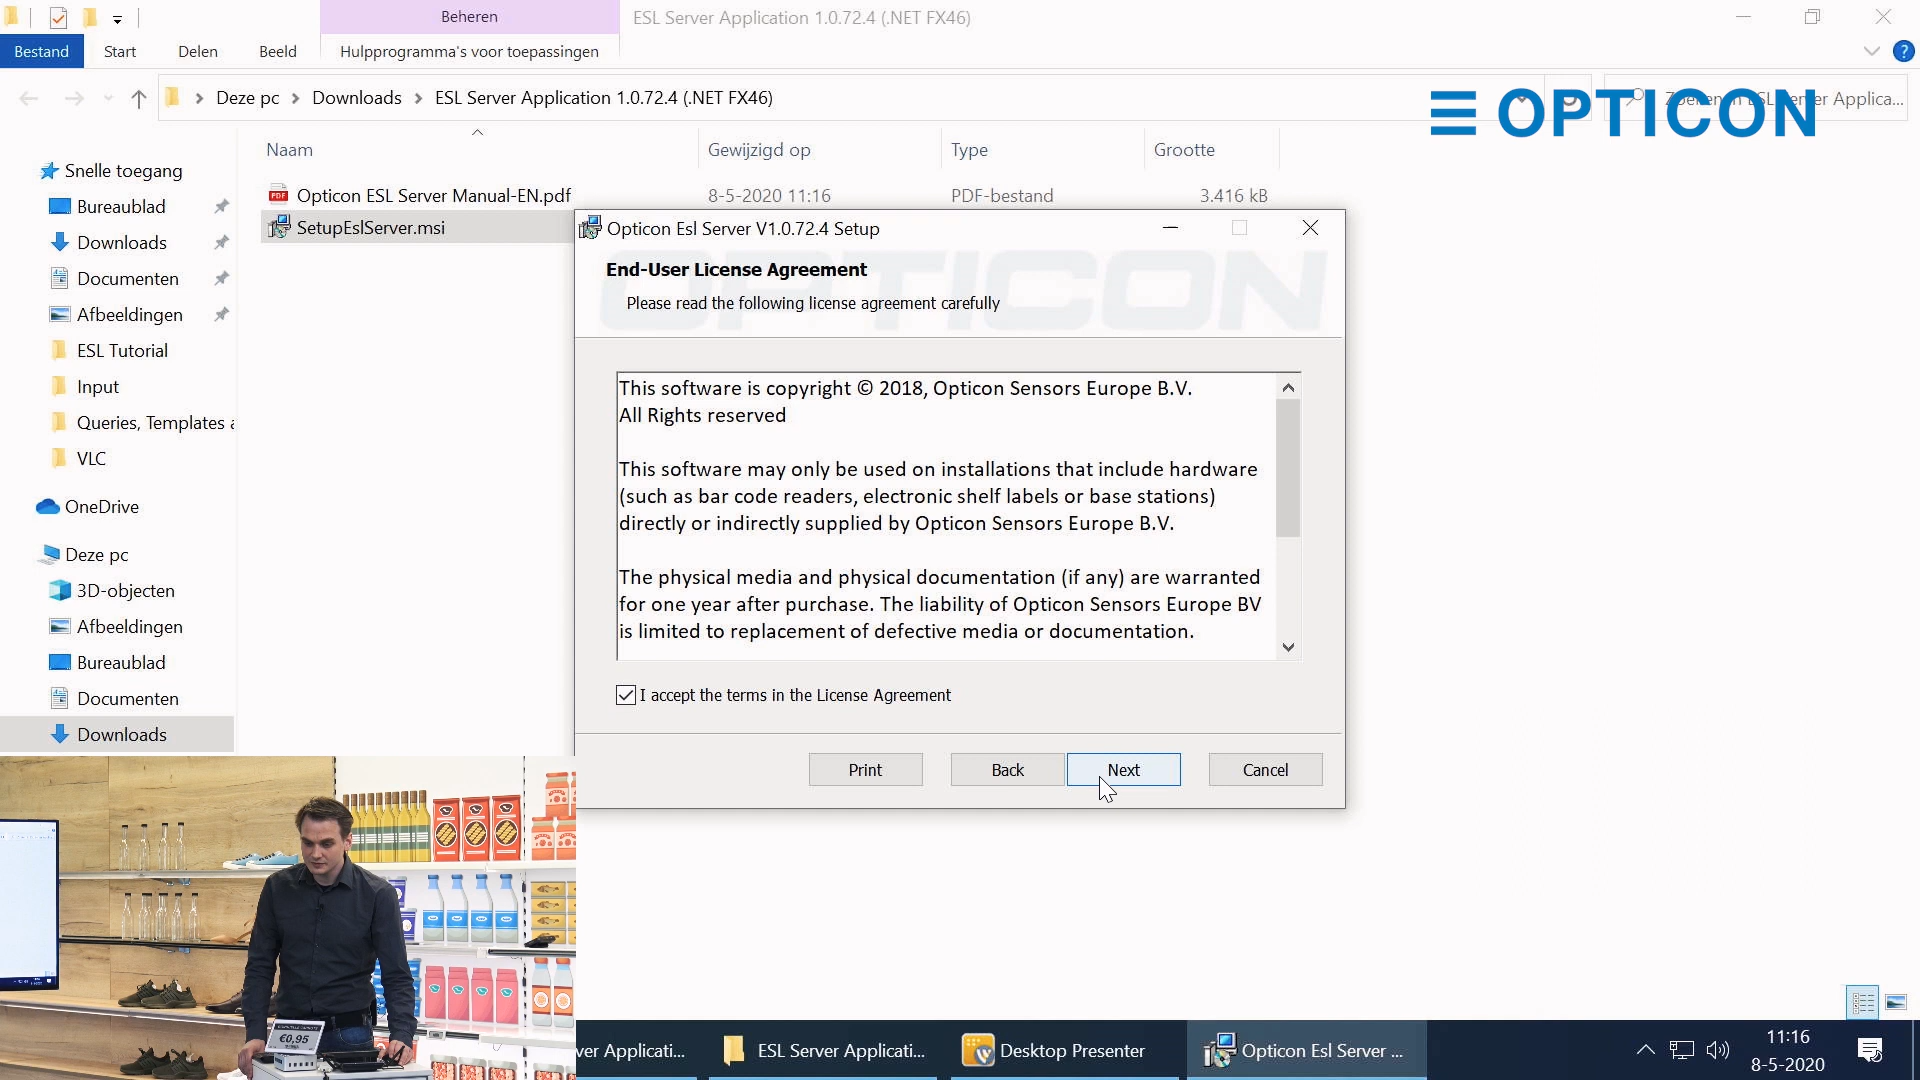 Beheren
ESL Server Application 1.0.72.4 (.NET FX46)
Bestand
Start
Delen
Beeld
Hulpprogramma's voor toepassingen
Deze pc
Downloads
ESL Server Application 1.0.72.4 (.NET FX46)
OPTICON
Naam
Gewijzigd op
Type
Grootte
Opticon ESL Server Manual-EN.pdf
8-5-2020 11:16
PDF-bestand
3.416 kB
SetupEslServer.msi
Snelle toegang
Bureaublad
Downloads
Documenten
Afbeeldingen
ESL Tutorial
Input
Queries, Templates a
VLC
OneDrive
Deze pc
3D-objecten
Afbeeldingen
Bureaublad
Documenten
Downloads
Opticon Esl Server V1.0.72.4 Setup
OPTICON
End-User License Agreement
Please read the following license agreement carefully
This software is copyright © 2018, Opticon Sensors Europe B.V.
All Rights reserved
This software may only be used on installations that include hardware
(such as bar code readers, electronic shelf labels or base stations)
directly or indirectly supplied by Opticon Sensors Europe B.V.
The physical media and physical documentation (if any) are warranted
for one year after purchase. The liability of Opticon Sensors Europe BV
is limited to replacement of defective media or documentation.
I accept the terms in the License Agreement
Print
Back
Next
Cancel
€0,95
ver Applicati...
ESL Server Applicati...
Desktop Presenter
Opticon Esl Server ...
11:16
8-5-2020